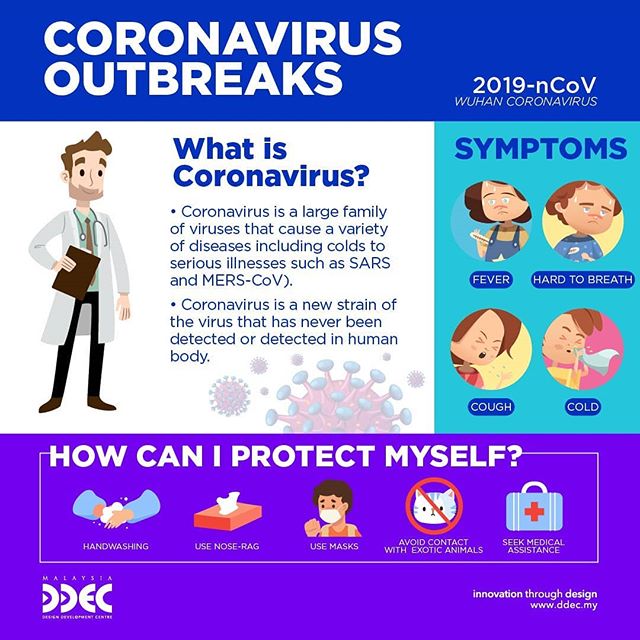 CORONAVIRUS
OUTBREAKS
2019-nCoV
WUHAN CORONAVIRUS
What is
Coronavirus?
• Coronavirus is a large family
of viruses that cause a variety
of diseases including colds to
serious illnesses such as SARS
and MERS-CoV).
• Coronavirus is a new strain of
the virus that has never been
detected or detected in human
body.
SYMPTOMS
FEVER
HARD TO BREATH
COUGH
COLD
HOW CAN I PROTECT MYSELF?
HANDWASHING
USE NOSE-RAG
USE MASKS
AVOID CONTACT
WITH EXOTIC ANIMALS
SEEK MEDICAL
ASSISTANCE
MALAYSIA
DDEC
DESIGN DEVELOPMENT CENTRE
innovation through design
www.ddec.my